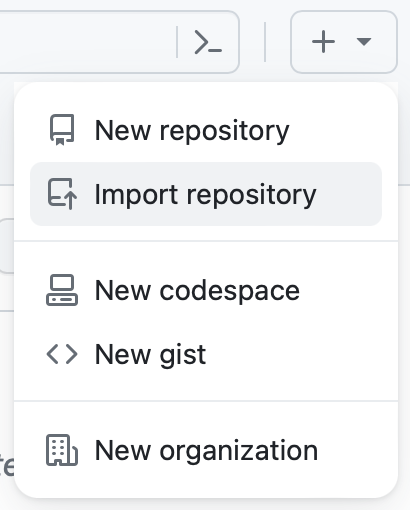 New repository
Import repository
New codespace
New gist
New organization